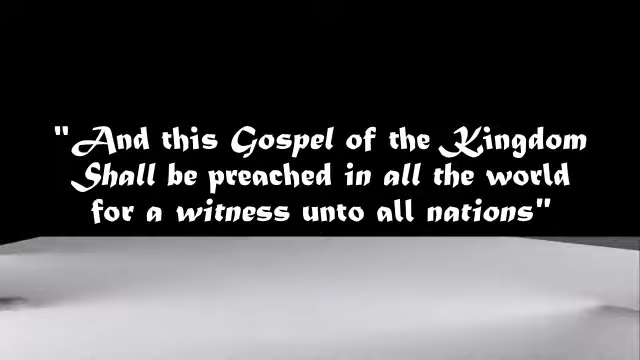 "And this Gospel of the Kingdom
Shall be preached in all the world
for a witness unto all nations"